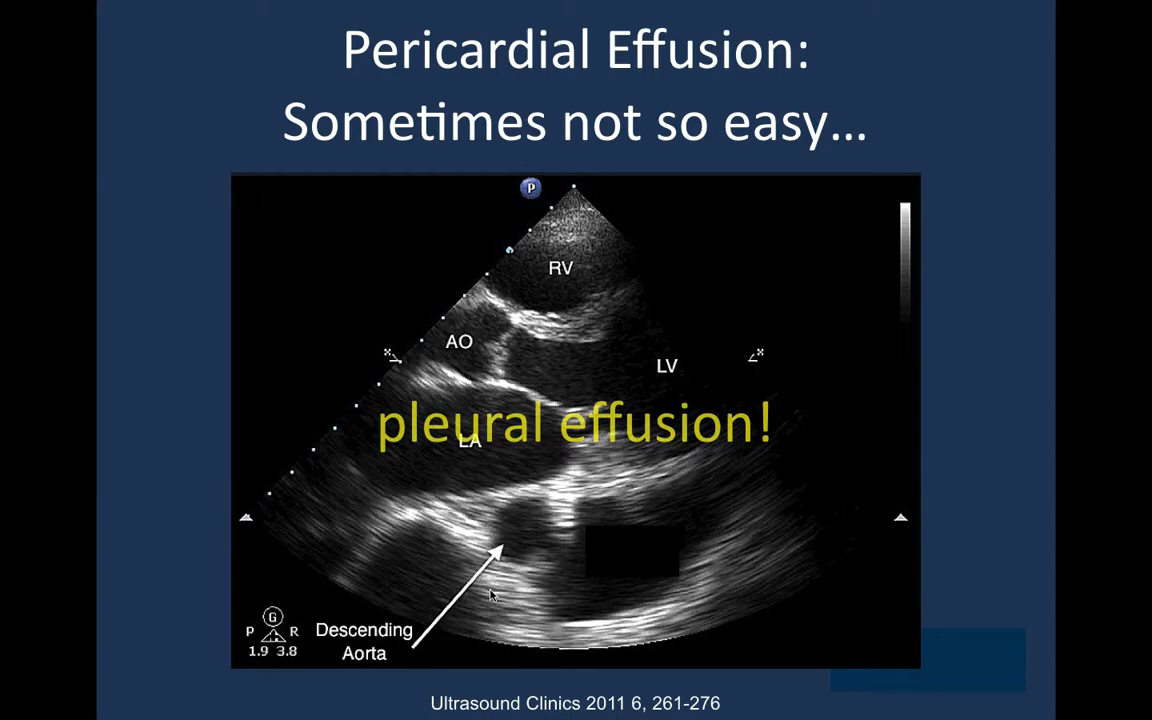 Pericardial Effusion:
Sometimes not so easy...
P
RV
AO
x
x
LV
pleural effusion!
LA
G
P R
1.9 3.8
Descending
Aorta
Ultrasound Clinics 2011 6, 261-276